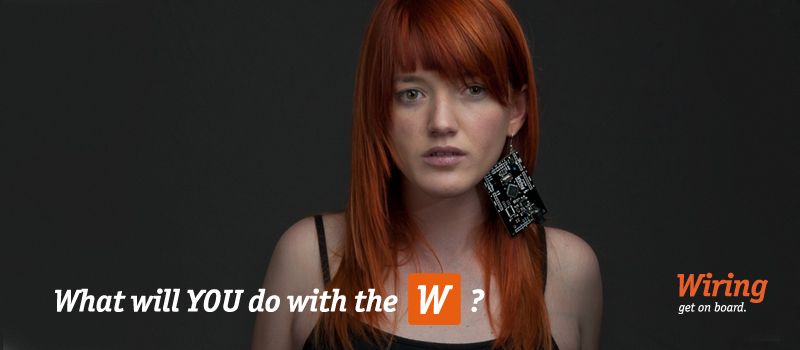 What will YOU do with the W ?
Wiring
get on board.